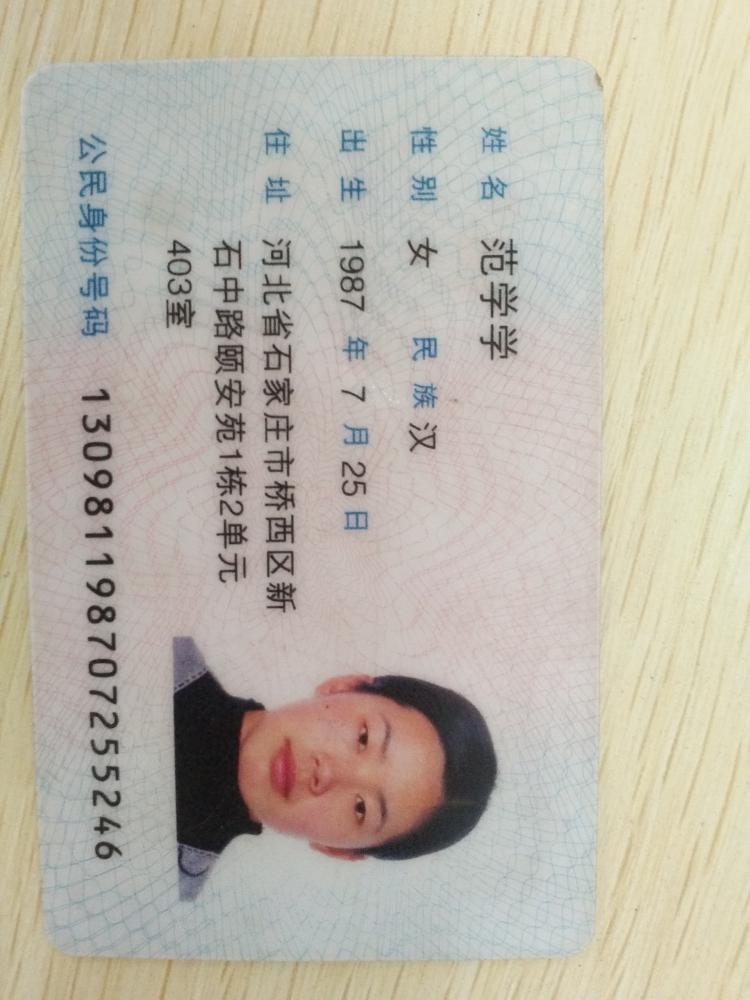 姓名 范学学
性别 女 民族 汉
出生 1987 年 7 月 25 日
住址 河北省石家庄市桥西区新
石中路颐安苑1栋2单元
403室
公民身份号码 130981198707255246